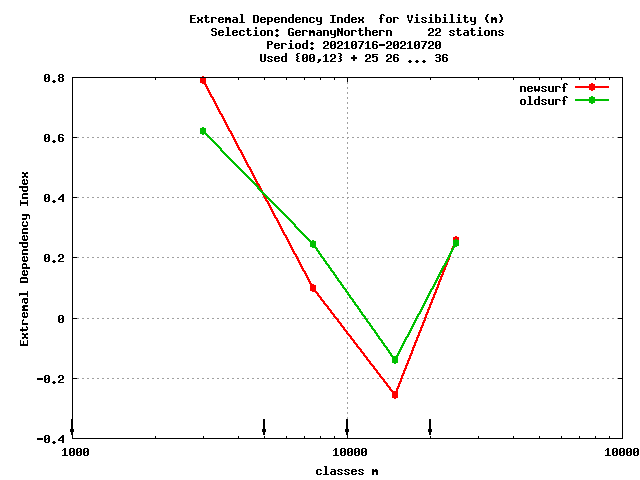 Extremal Dependency Index  for Visibility (m)
Selection: GermanyNorthern     22 stations
Period: 20210716-20210720
Used {00,12} + 25 26 ... 36
newsurf
oldsurf
Extremal Dependency Index
0.8
0.6
0.4
0.2
0
-0.2
-0.4
1000
10000
10000
classes m